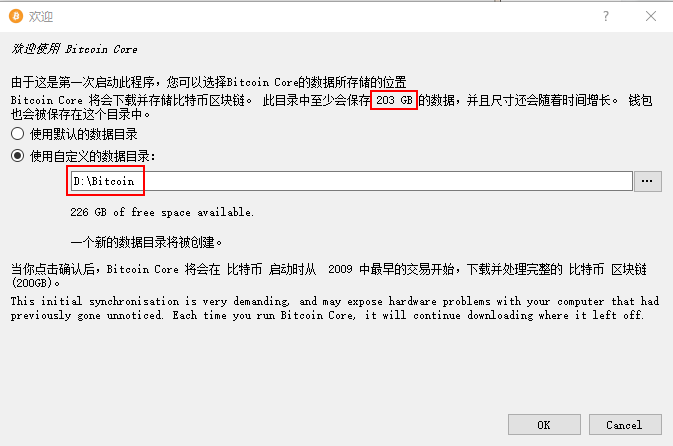 欢迎
欢迎使用 Bitcoin Core
由于这是第一次启动此程序，您可以选择Bitcoin Core的数据所存储的位置
Bitcoin Core 将会下载并存储比特币区块链。 此目录中至少会保存 203 GB 的数据，并且尺寸还会随着时间增长。 钱包
也会被保存在这个目录中。
使用默认的数据目录
使用自定义的数据目录:
D:\Bitcoin
...
226 GB of free space available.
一个新的数据目录将被创建。
当你点击确认后，Bitcoin Core 将会在 比特币 启动时从 2009 中最早的交易开始，下载并处理完整的 比特币 区块链
(200GB)。
This initial synchronisation is very demanding, and may expose hardware problems with your computer that had
previously gone unnoticed. Each time you run Bitcoin Core, it will continue downloading where it left off.
OK Cancel